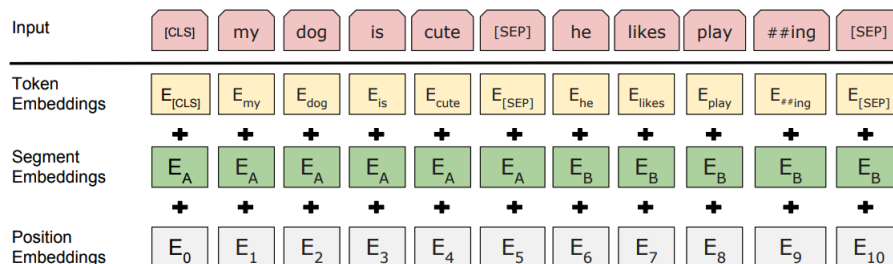 Input [CLS] my dog is cute [SEP] he likes play ##ing [SEP]
Token Embeddings E[CLS] Emy Edog Eis Ecute E[SEP] Ehe Elikes Eplay E##ing E[SEP]
+ + + + + + + + + + +
Segment Embeddings EA EA EA EA EA EA EB EB EB EB EB
+ + + + + + + + + + +
Position Embeddings E0 E1 E2 E3 E4 E5 E6 E7 E8 E9 E10